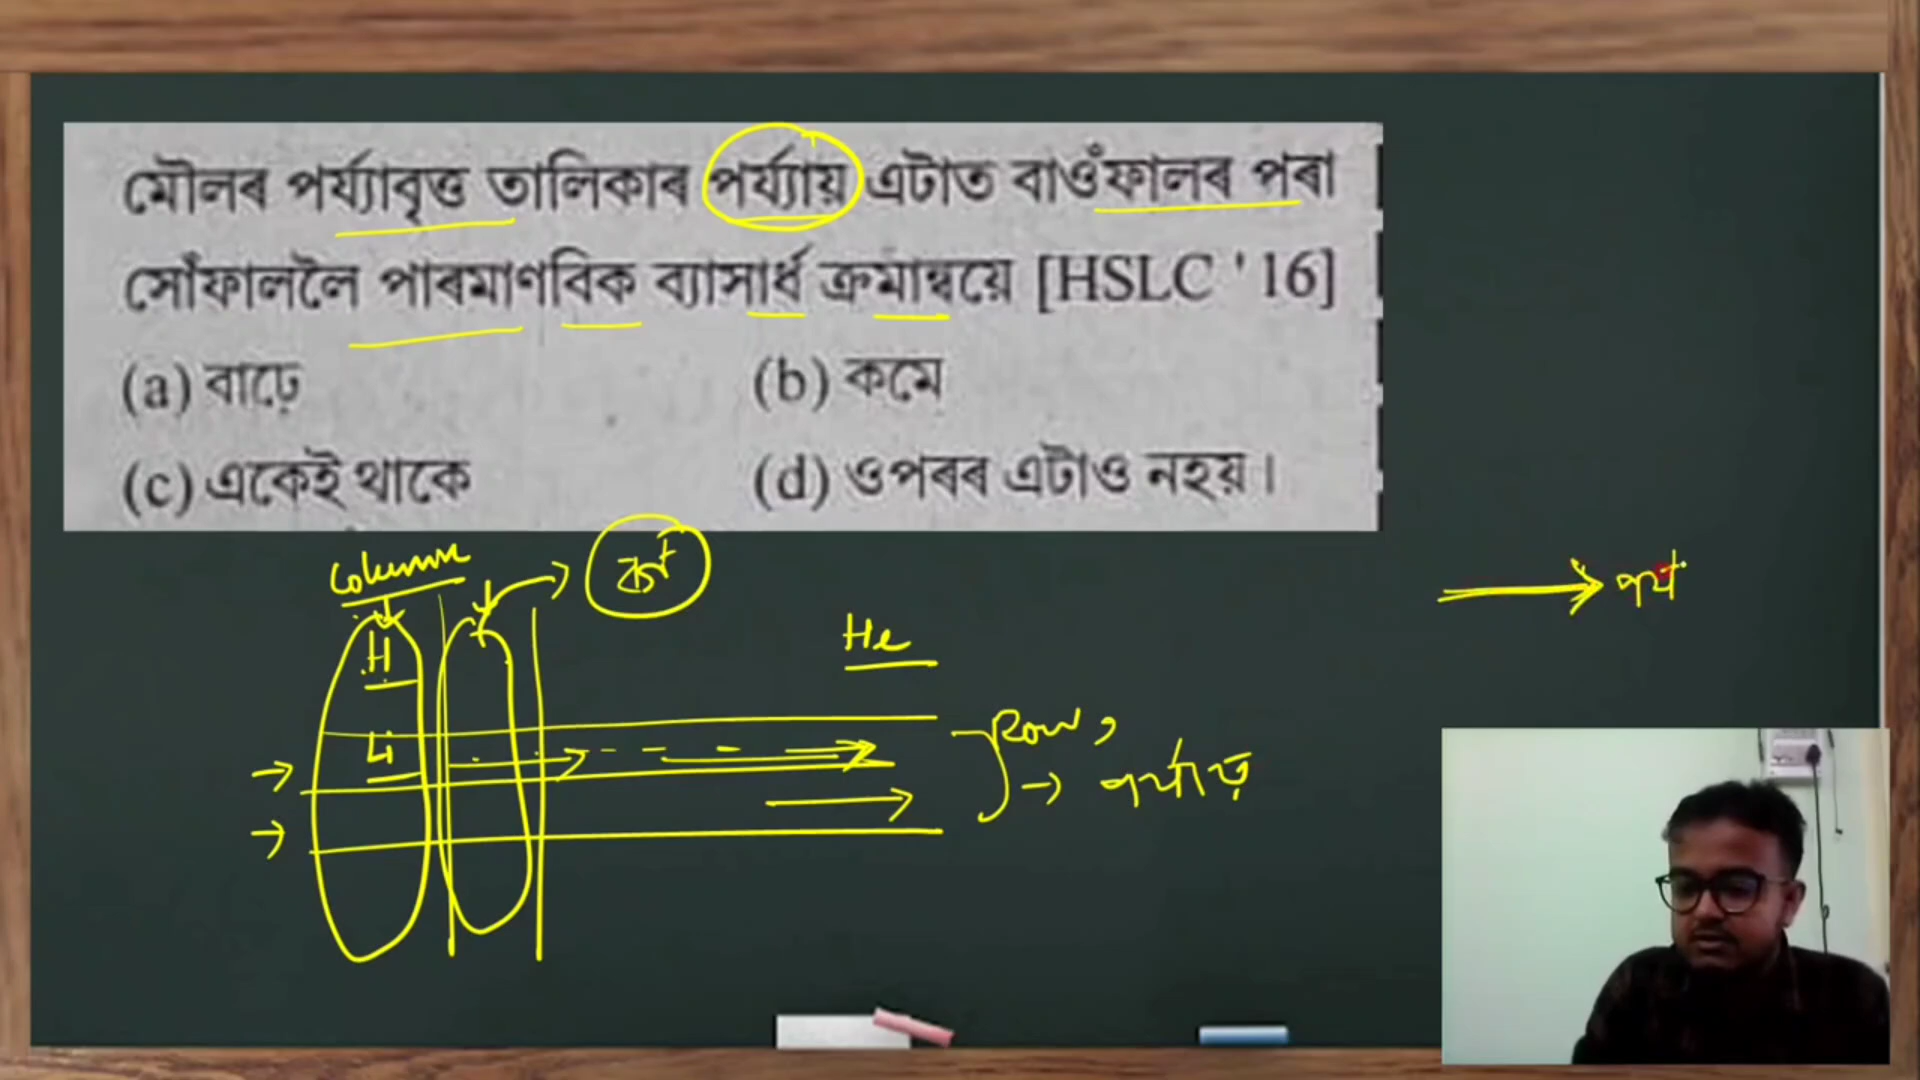 মৌলৰ পৰ্য্যাবৃত্ত তালিকাৰ পৰ্য্যায় এটাত বাওঁফালৰ পৰা
সোঁফাললৈ পাৰমাণবিক ব্যাসাৰ্ধ ক্ৰমান্বয়ে [HSLC '16]
(a) বাঢ়ে (b) কমে
(c) একেই থাকে (d) ওপৰৰ এটাও নহয়।
Column
H
He
Li
Row,
→ পৰ্যায়
→ পৰ্য